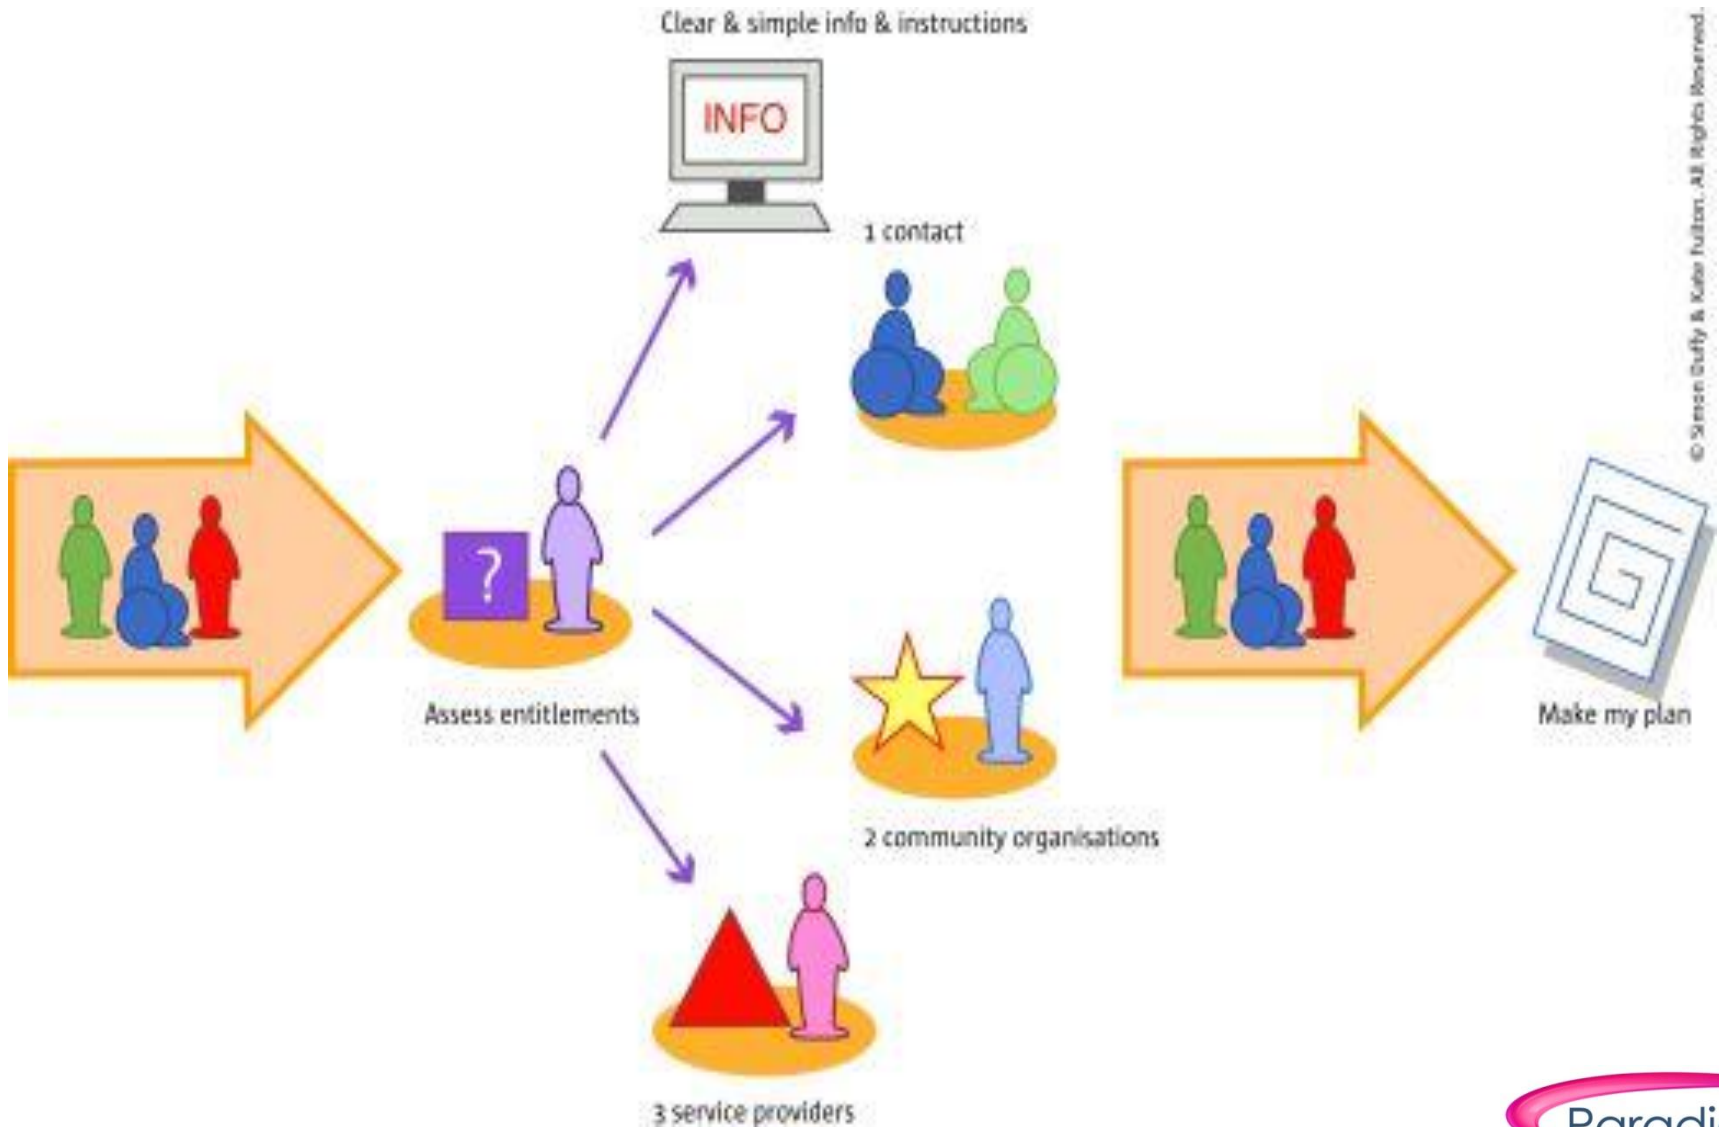 Clear & simple info & instructions
INFO
1 contact
?
Assess entitlements
Make my plan
2 community organisations
3 service providers
© Simon Duffy & Kate Fulton. All Rights Reserved.